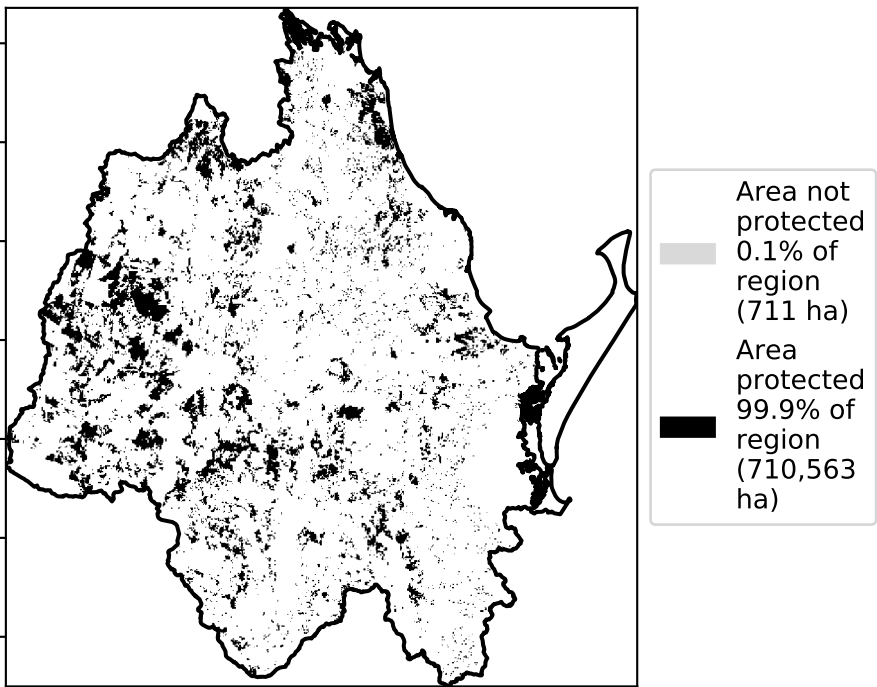 Area not
protected
0.1% of
region
(711 ha)
Area
protected
99.9% of
region
(710,563
ha)